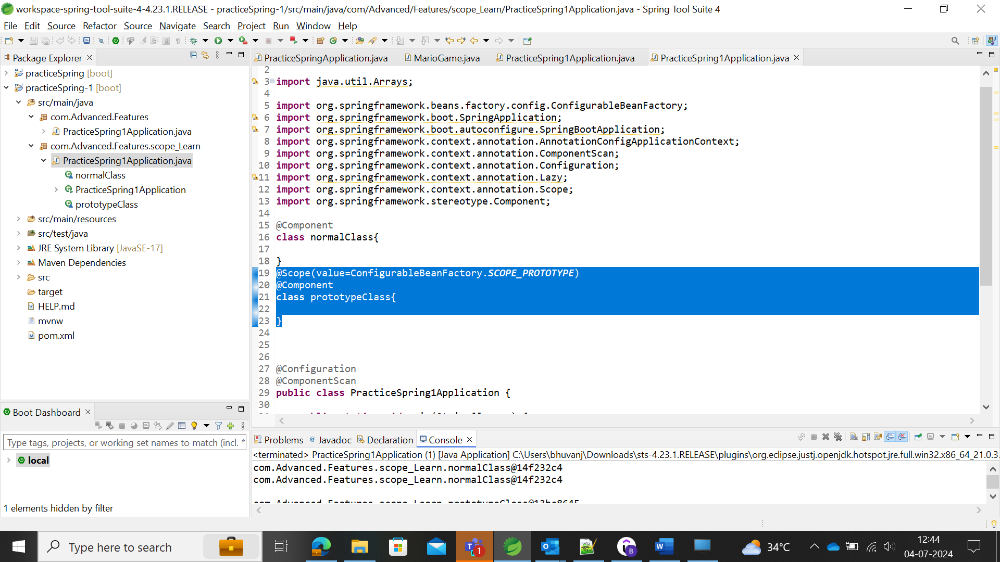 workspace-spring-tool-suite-4-4.23.1.RELEASE - practiceSpring-1/src/main/java/com/Advanced/Features/scope_Learn/PracticeSpring1Application.java - Spring Tool Suite 4
File Edit Source Refactor Source Navigate Search Project Run Window Help
Package Explorer
practiceSpring [boot]
practiceSpring-1 [boot]
src/main/java
com.Advanced.Features
PracticeSpring1Application.java
com.Advanced.Features.scope_Learn
PracticeSpring1Application.java
normalClass
PracticeSpring1Application
prototypeClass
src/main/resources
src/test/java
JRE System Library [JavaSE-17]
Maven Dependencies
src
target
HELP.md
mvnw
pom.xml
PracticeSpringApplication.java MarioGame.java PracticeSpring1Application.java PracticeSpring1Application.java
2
3 import java.util.Arrays;
4
5 import org.springframework.beans.factory.config.ConfigurableBeanFactory;
6 import org.springframework.boot.SpringApplication;
7 import org.springframework.boot.autoconfigure.SpringBootApplication;
8 import org.springframework.context.annotation.AnnotationConfigApplicationContext;
9 import org.springframework.context.annotation.ComponentScan;
10 import org.springframework.context.annotation.Configuration;
11 import org.springframework.context.annotation.Lazy;
12 import org.springframework.context.annotation.Scope;
13 import org.springframework.stereotype.Component;
14
15 @Component
16 class normalClass{
17
18 }
19 @Scope(value=ConfigurableBeanFactory.SCOPE_PROTOTYPE)
20 @Component
21 class prototypeClass{
22
23 }
24
25
26
27 @Configuration
28 @ComponentScan
29 public class PracticeSpring1Application {
30
Boot Dashboard
Type tags, projects, or working set names to match (incl. *
local
1 elements hidden by filter
Problems Javadoc Declaration Console
<terminated> PracticeSpring1Application (1) [Java Application] C:\Users\bhuvanj\Downloads\sts-4.23.1.RELEASE\plugins\org.eclipse.justj.openjdk.hotspot.jre.full.win32.x86_64_21.0.3.
com.Advanced.Features.scope_Learn.normalClass@14f232c4
com.Advanced.Features.scope_Learn.normalClass@14f232c4
Type here to search
1
B
34°C
12:44
04-07-2024